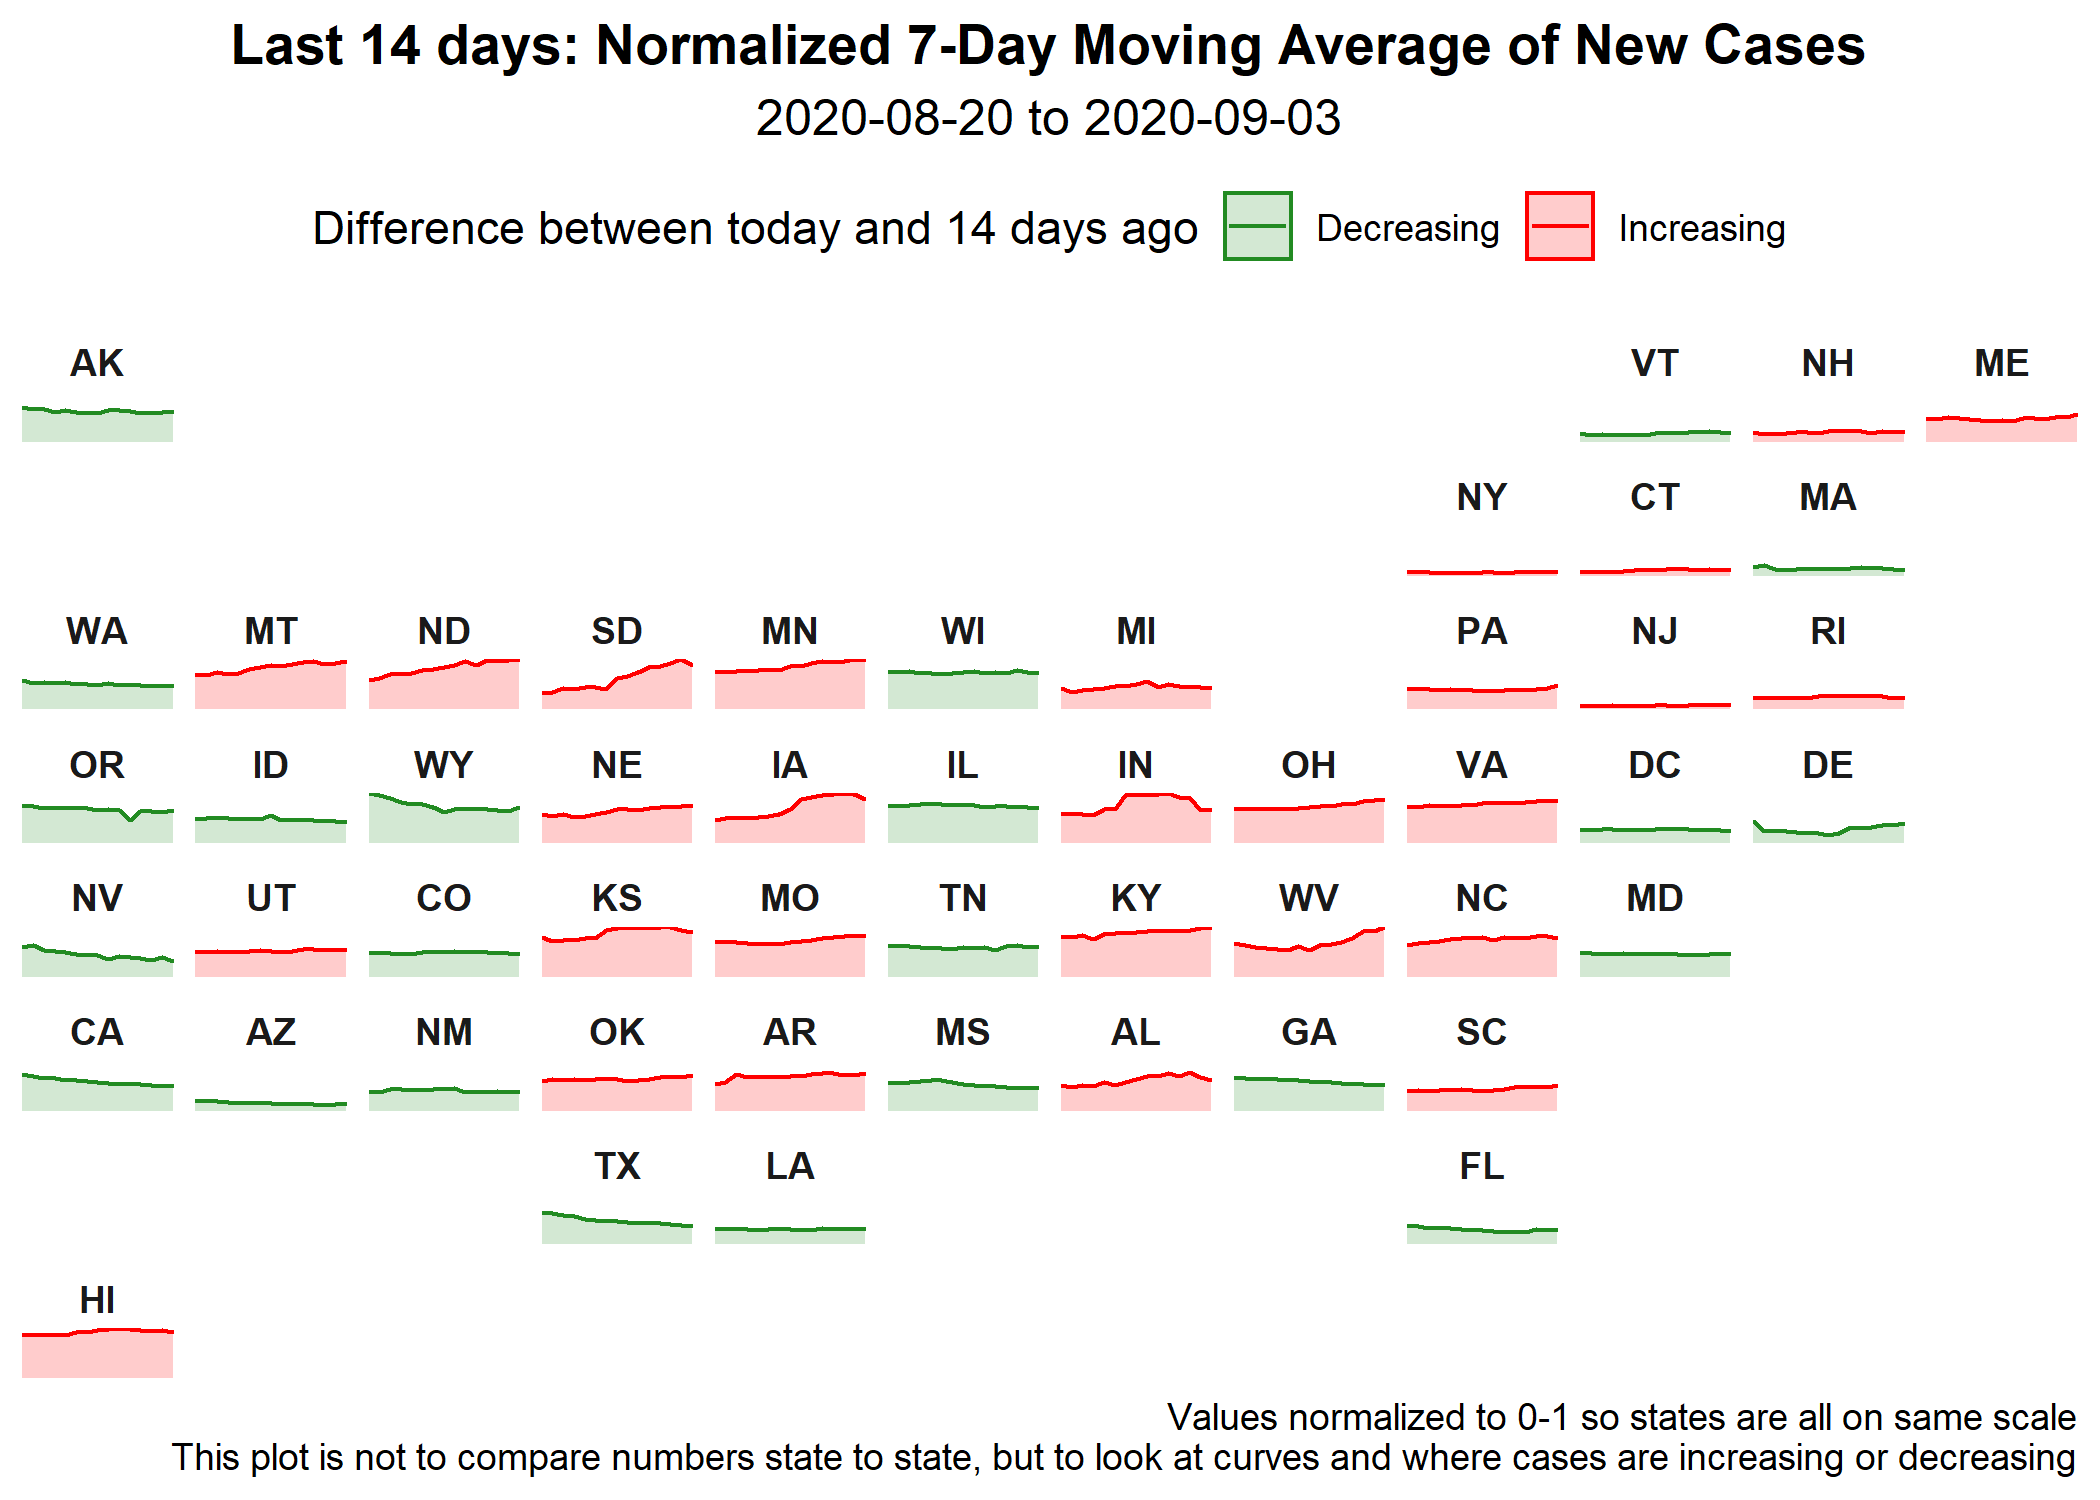 Last 14 days: Normalized 7-Day Moving Average of New Cases
2020-08-20 to 2020-09-03
Difference between today and 14 days ago Decreasing Increasing
AK VT NH ME
NY CT MA
WA MT ND SD MN WI MI PA NJ RI
OR ID WY NE IA IL IN OH VA DC DE
NV UT CO KS MO TN KY WV NC MD
CA AZ NM OK AR MS AL GA SC
TX LA FL
HI
Values normalized to 0-1 so states are all on same scale
This plot is not to compare numbers state to state, but to look at curves and where cases are increasing or decreasing